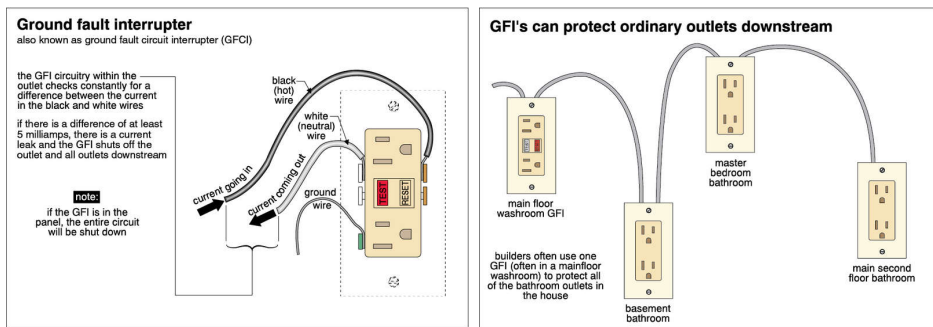 Ground fault interrupter
also known as ground fault circuit interrupter (GFCI)
the GFI circuitry within the
outlet checks constantly for a
difference between the current
in the black and white wires
if there is a difference of at least
5 milliamps, there is a current
leak and the GFI shuts off the
outlet and all outlets downstream
note:
if the GFI is in the
panel, the entire circuit
will be shut down
black
(hot)
wire
white
(neutral)
wire
current going in
current coming out
ground
wire
TEST
RESET
GFI's can protect ordinary outlets downstream
main floor
washroom GFI
master
bedroom
bathroom
builders often use one
GFI (often in a mainfloor
washroom) to protect all
of the bathroom outlets in
the house
basement
bathroom
main second
floor bathroom